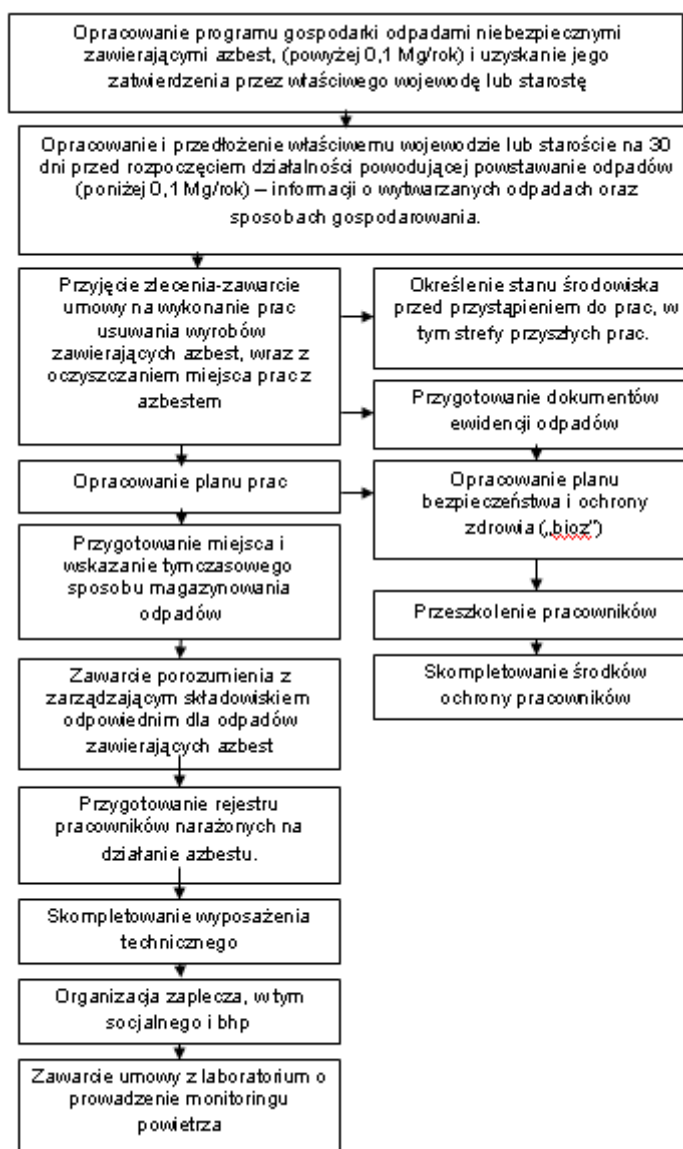 Opracowanie programu gospodarki odpadami niebezpiecznymi
zawierającymi azbest, (powyżej 0,1 Mg/rok) i uzyskanie jego
zatwierdzenia przez właściwego wojewodę lub starostę
Opracowanie i przedłożenie właściwemu wojewodzie lub staroście na 30
dni przed rozpoczęciem działalności powodującej powstawanie odpadów
(poniżej 0,1 Mg/rok) – informacji o wytwarzanych odpadach oraz
sposobach gospodarowania.
Przyjęcie zlecenia-zawarcie
umowy na wykonanie prac
usuwania wyrobów
zawierających azbest, wraz z
oczyszczaniem miejsca prac z
azbestem
Określenie stanu środowiska
przed przystąpieniem do prac, w
tym strefy przyszłych prac.
Przygotowanie dokumentów
ewidencji odpadów
Opracowanie planu prac
Opracowanie planu
bezpieczeństwa i ochrony
zdrowia („bioz”)
Przygotowanie miejsca i
wskazanie tymczasowego
sposobu magazynowania
odpadów
Przeszkolenie pracowników
Zawarcie porozumienia z
zarządzającym składowiskiem
odpowiednim dla odpadów
zawierających azbest
Skompletowanie środków
ochrony pracowników
Przygotowanie rejestru
pracowników narażonych na
działanie azbestu.
Skompletowanie wyposażenia
technicznego
Organizacja zaplecza, w tym
socjalnego i bhp
Zawarcie umowy z laboratorium o
prowadzenie monitoringu
powietrza